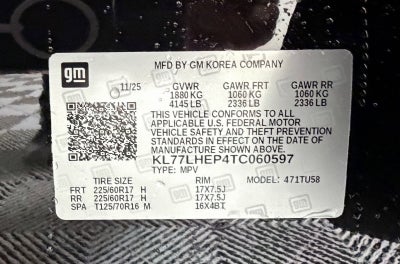 MFD BY GM KOREA COMPANY
gm
11/25 GVWR GAWR FRT GAWR RR
1880 KG 1060 KG 1060 KG
4145 LB 2336 LB 2336 LB
THIS VEHICLE CONFORMS TO ALL
APPLICABLE U.S. FEDERAL MOTOR
VEHICLE SAFETY AND THEFT PREVENTION
STANDARDS IN EFFECT ON THE DATE OF
MANUFACTURE SHOWN ABOVE.
KL77LHEP4TC060597
TYPE: MPV
TIRE SIZE RIM MODEL: 471TU58
FRT 225/60R17 H 17X7.5J
RR 225/60R17 H 17X7.5J
SPA T125/70R16 M 16X4BT